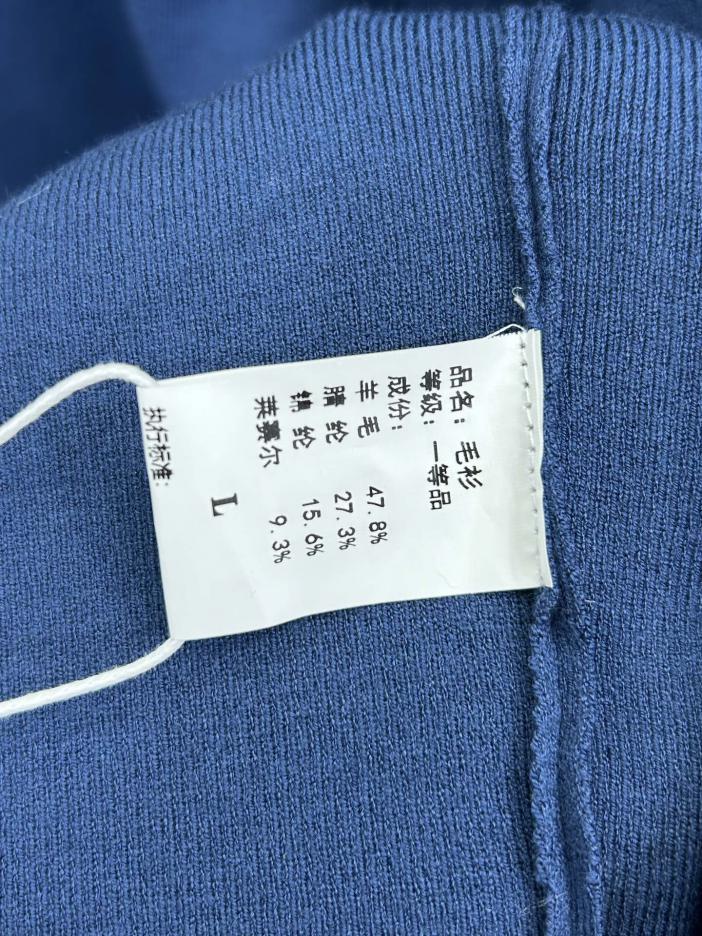 品名: 毛衫
等级: 一等品
成份:
羊毛 47.8%
腈纶 27.3%
锦纶 15.6%
莱赛尔 9.3%
L
执行标准: